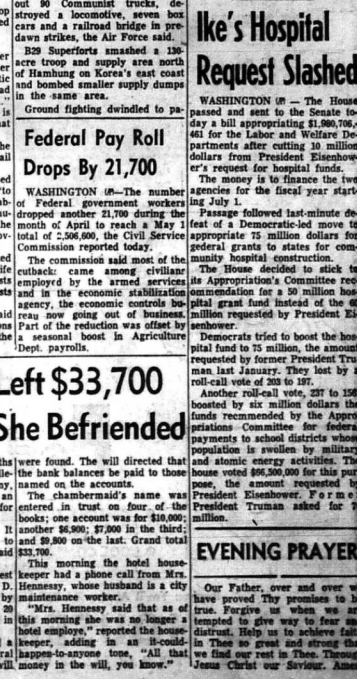 out 90 Communist trucks, de-
stroyed a locomotive, seven box
cars and a railroad bridge in pre-
dawn strikes, the Air Force said.
B29 Superforts smashed a 130-
acre troop and supply area north
of Hamhung on Korea's east coast
and bombed smaller supply dumps
in the same area.
Ground fighting dwindled to pa-
Federal Pay Roll
Drops By 21,700
WASHINGTON (AP)—The number
of Federal government workers
dropped another 21,700 during the
month of April to reach a May 1
total of 2,506,600, the Civil Service
Commission reported today.
The commission said most of the
cutback: came among civilians
employed by the armed services
and in the economic stabilization
agency, the economic controls bu-
reau now going out of business.
Part of the reduction was offset by
a seasonal boost in Agriculture
Dept. payrolls.
Left $33,700
She Befriended
were found. The will directed that
the bank balances be paid to those
named on the accounts.
The chambermaid's name was
entered in trust on four of the
books; one account was for $10,000;
another $6,900; $7,000 in the third;
and $9,800 on the last. Grand total
$33,700.
This morning the hotel house-
keeper had a phone call from Mrs.
Hennessy, whose husband is a city
maintenance worker.
"Mrs. Hennessy said that as of
this morning she was no longer a
hotel employe," reported the house-
keeper, adding in an it-could-
happen-to-anyone tone, "All that
money in the will, you know."
Ike's Hospital
Request Slashed
WASHINGTON (AP) — The House
passed and sent to the Senate to-
day a bill appropriating $1,980,706,-
461 for the Labor and Welfare De-
partments after cutting 10 million
dollars from President Eisenhow-
er's request for hospital funds.
The money is to finance the two
agencies for the fiscal year start-
ing July 1.
Passage followed last-minute de-
feat of a Democratic-led move to
appropriate 75 million dollars for
gederal grants to states for com-
munity hospital construction.
The House decided to stick to
its Appropriation's Committee rec-
ommendation for a 50 million hos-
pital grant fund instead of the
million requested by President Ei-
senhower.
Democrats tried to boost the hos-
pital fund to 75 million, the amount
requested by former President Tru-
man last January. They lost by a
roll-call vote of 203 to 197.
Another roll-call vote, 237 to
boosted by six million dollars the
funds recmmended by the Appro-
priations Committee for federal
payments to school districts whose
population is swollen by military
and atomic energy activities. The
house voted $66,500,000 for this pur-
pose, the amount requested by
President Eisenhower. Former
President Truman asked for
million.
EVENING PRAYER
Our Father, over and over
have proved Thy promises to be
true. Forgive us when we are
tempted to give way to fear and
distrust. Help us to achieve faith
in Thee so great and strong that
we find rest in Thee. Through
Jesus Christ our Saviour. Amen